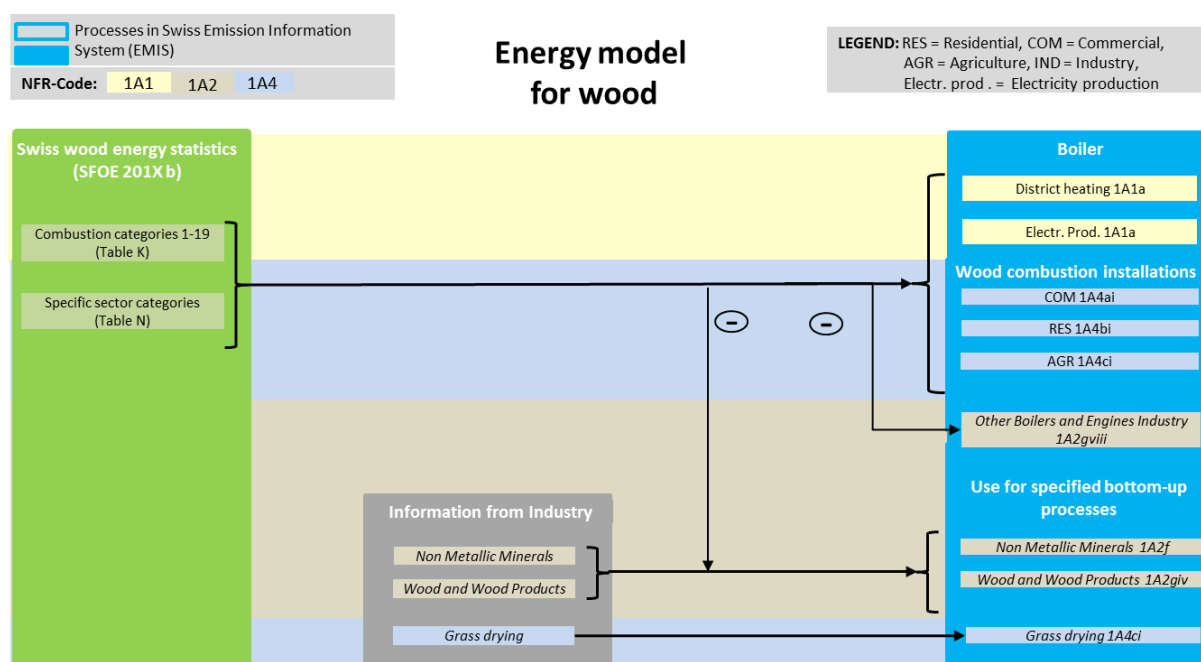 Processes in Swiss Emission Information
System (EMIS)
NFR-Code: 1A1 1A2 1A4
Energy model
for wood
LEGEND: RES = Residential, COM = Commercial,
AGR = Agriculture, IND = Industry,
Electr. prod . = Electricity production
Swiss wood energy statistics
(SFOE 201X b)
Combustion categories 1-19
(Table K)
Specific sector categories
(Table N)
Boiler
District heating 1A1a
Electr. Prod. 1A1a
Wood combustion installations
COM 1A4ai
RES 1A4bi
AGR 1A4ci
- -
Other Boilers and Engines Industry
1A2gviii
Information from Industry
Non Metallic Minerals
Wood and Wood Products
Grass drying
Use for specified bottom-up
processes
Non Metallic Minerals 1A2f
Wood and Wood Products 1A2giv
Grass drying 1A4ci